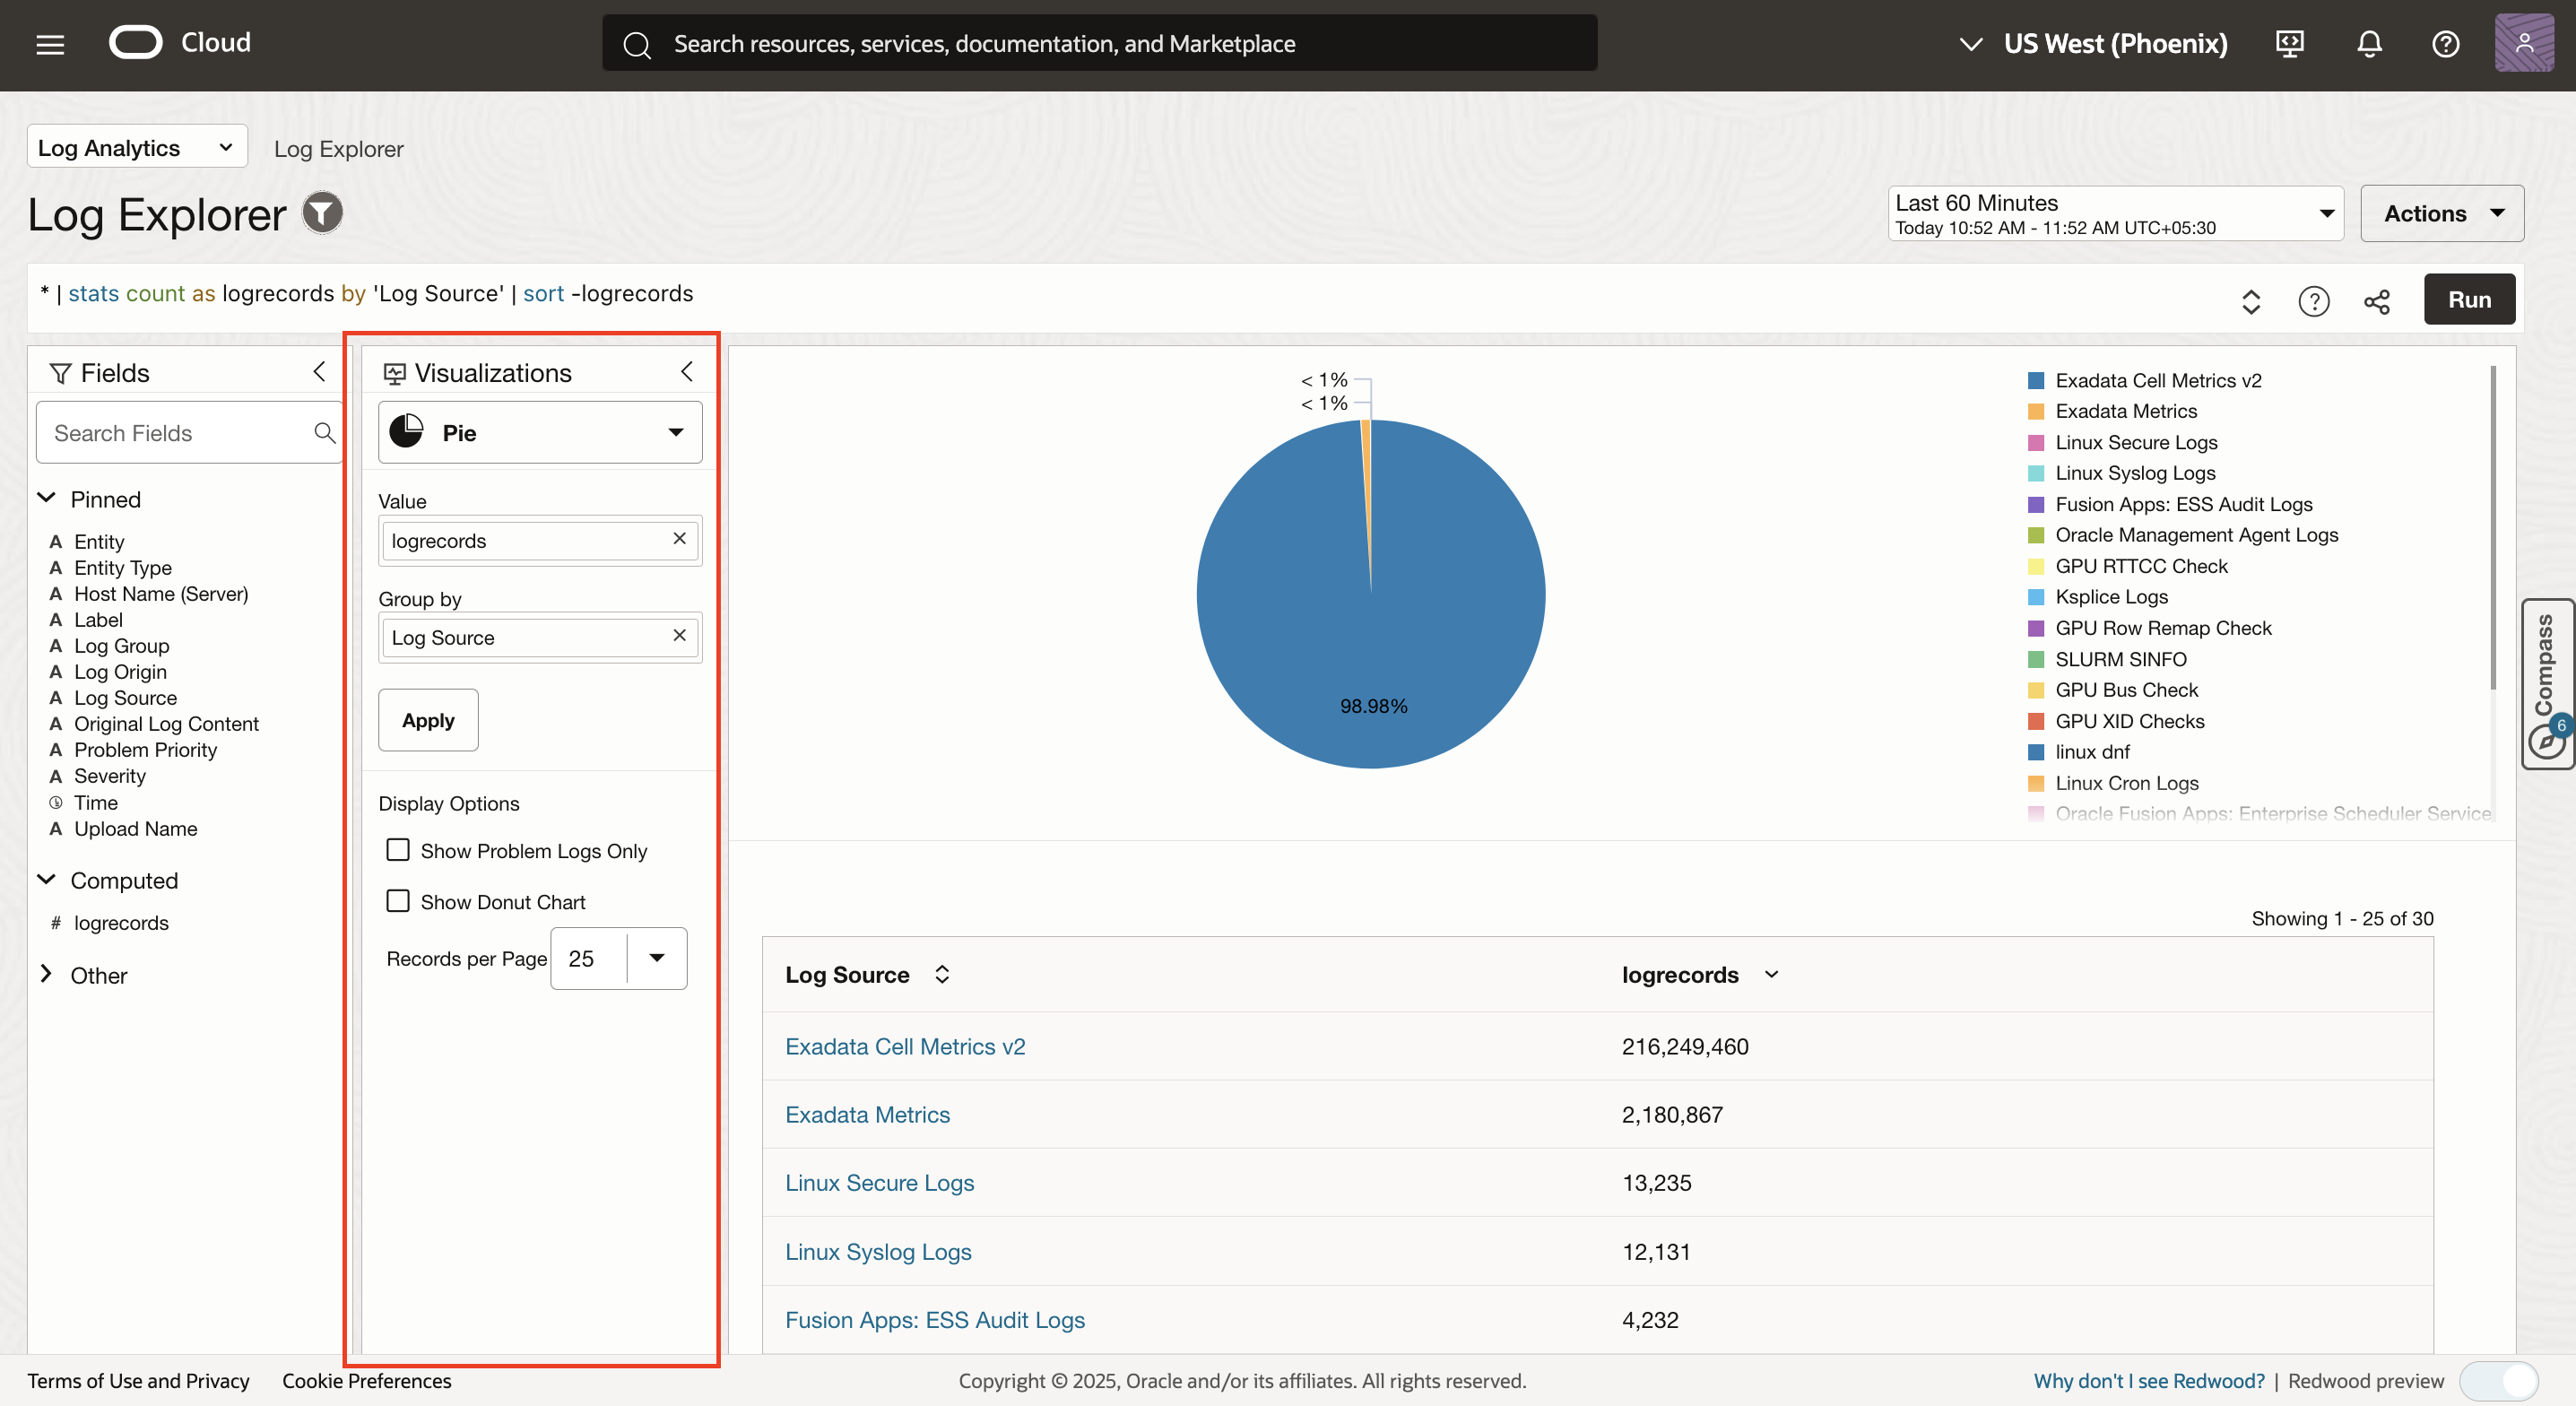 Cloud
Search resources, services, documentation, and Marketplace
US West (Phoenix)
Log Analytics
Log Explorer
Log Explorer
Last 60 Minutes
Today 10:52 AM - 11:52 AM UTC+05:30
Actions
* | stats count as logrecords by 'Log Source' | sort -logrecords
Run
Fields
Search Fields
Pinned
A Entity
A Entity Type
A Host Name (Server)
A Label
A Log Group
A Log Origin
A Log Source
A Original Log Content
A Problem Priority
A Severity
Time
A Upload Name
Computed
# logrecords
Other
Visualizations
Pie
Value
logrecords
Group by
Log Source
Apply
Display Options
Show Problem Logs Only
Show Donut Chart
Records per Page 25
< 1%
< 1%
98.98%
Exadata Cell Metrics v2
Exadata Metrics
Linux Secure Logs
Linux Syslog Logs
Fusion Apps: ESS Audit Logs
Oracle Management Agent Logs
GPU RTTCC Check
Ksplice Logs
GPU Row Remap Check
SLURM SINFO
GPU Bus Check
GPU XID Checks
linux dnf
Linux Cron Logs
Oracle Fusion Apps: Enterprise Scheduler Service
Compass
6
Showing 1 - 25 of 30
Log Source logrecords
Exadata Cell Metrics v2 216,249,460
Exadata Metrics 2,180,867
Linux Secure Logs 13,235
Linux Syslog Logs 12,131
Fusion Apps: ESS Audit Logs 4,232
Terms of Use and Privacy Cookie Preferences
Copyright © 2025, Oracle and/or its affiliates. All rights reserved.
Why don't I see Redwood? | Redwood preview